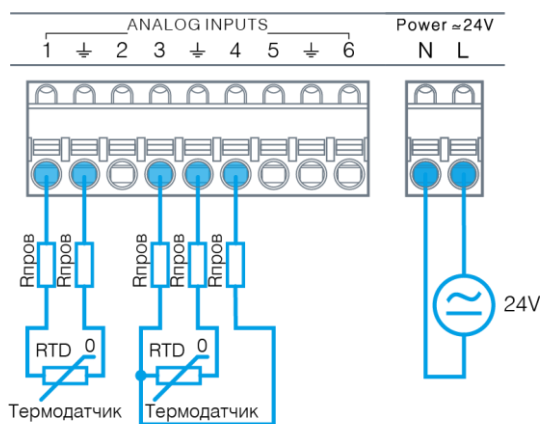 ANALOG INPUTS
Power ≃24V
1 ⏚ 2 3 ⏚ 4 5 ⏚ 6
N L
Rпров Rпров Rпров Rпров Rпров
24V
RTD 0 RTD 0
Термодатчик Термодатчик